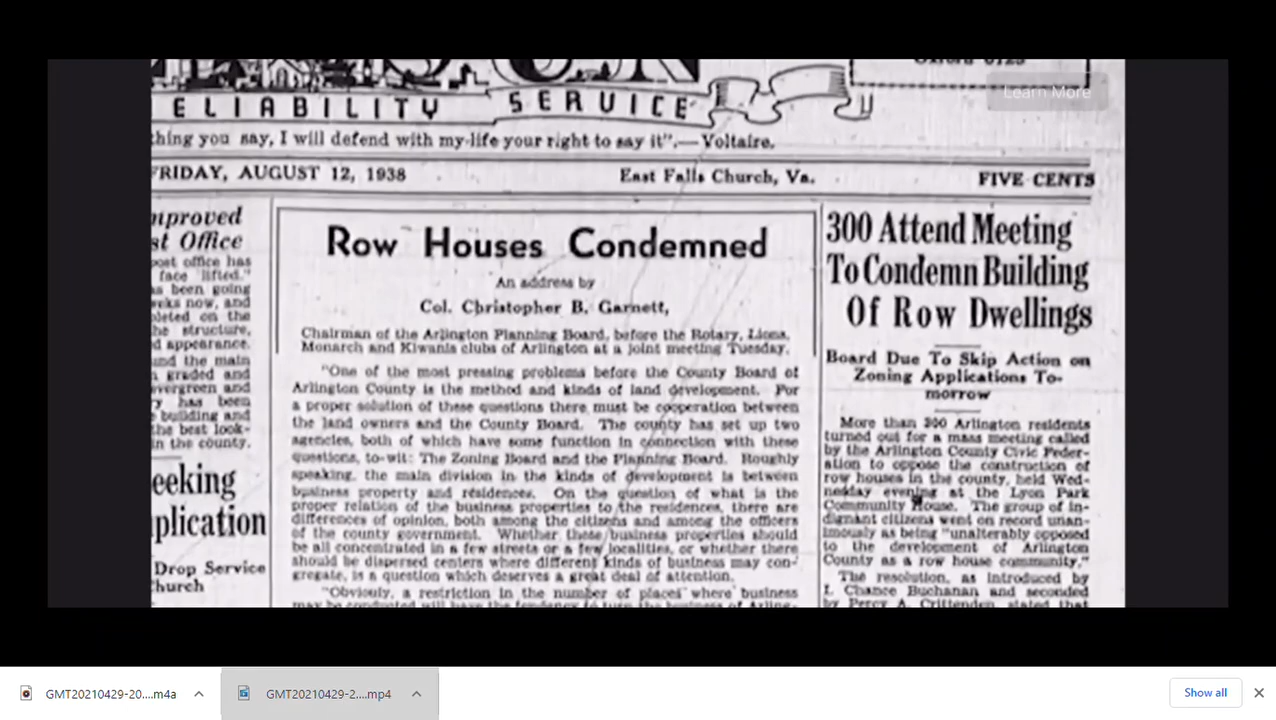 ELIABILITY SERVICE
Learn More
thing you say, I will defend with my life your right to say it".—Voltaire.
FRIDAY, AUGUST 12, 1938 East Falls Church, Va. FIVE CENTS
mproved
st Office
post office has
face lifted."
s been going
eks now, and
pleted on the
he structure,
d appearance.
und the main
n graded and
vergreen and
ry has been
building and
the best look-
in the county.
eeking
plication
Drop Service
hurch
Row Houses Condemned
An address by
Col. Christopher B. Garnett,
Chairman of the Arlington Planning Board, before the Rotary, Lions,
Monarch and Kiwanis clubs of Arlington at a joint meeting Tuesday.
"One of the most pressing problems before the County Board of
Arlington County is the method and kinds of land development. For
a proper solution of these questions there must be cooperation between
the land owners and the County Board. The county has set up two
agencies, both of which have some function in connection with these
questions, to-wit: The Zoning Board and the Planning Board. Roughly
speaking, the main division in the kinds of development is between
business property and residences. On the question of what is the
proper relation of the business properties to the residences, there are
differences of opinion, both among the citizens and among the officers
of the county government. Whether these business properties should
be all concentrated in a few streets or a few localities, or whether there
should be dispersed centers where different kinds of business may con-
gregate, is a question which deserves a great deal of attention.
"Obviously, a restriction in the number of places where business
may be conducted will have the tendency to turn the business of Arling-
300 Attend Meeting
To Condemn Building
Of Row Dwellings
Board Due To Skip Action on
Zoning Applications To-
morrow
More than 300 Arlington residents
turned out for a mass meeting called
by the Arlington County Civic Feder-
ation to oppose the construction of
row houses in the county, held Wed-
nesday evening at the Lyon Park
Community House. The group of in-
dignant citizens went on record unan-
imously as being "unalterably opposed
to the development of Arlington
County as a row house community."
The resolution, as introduced by
I. Chance Buchanan and seconded
by Percy A. Crittenden, stated that
GMT20210429-20....m4a
GMT20210429-2....mp4
Show all